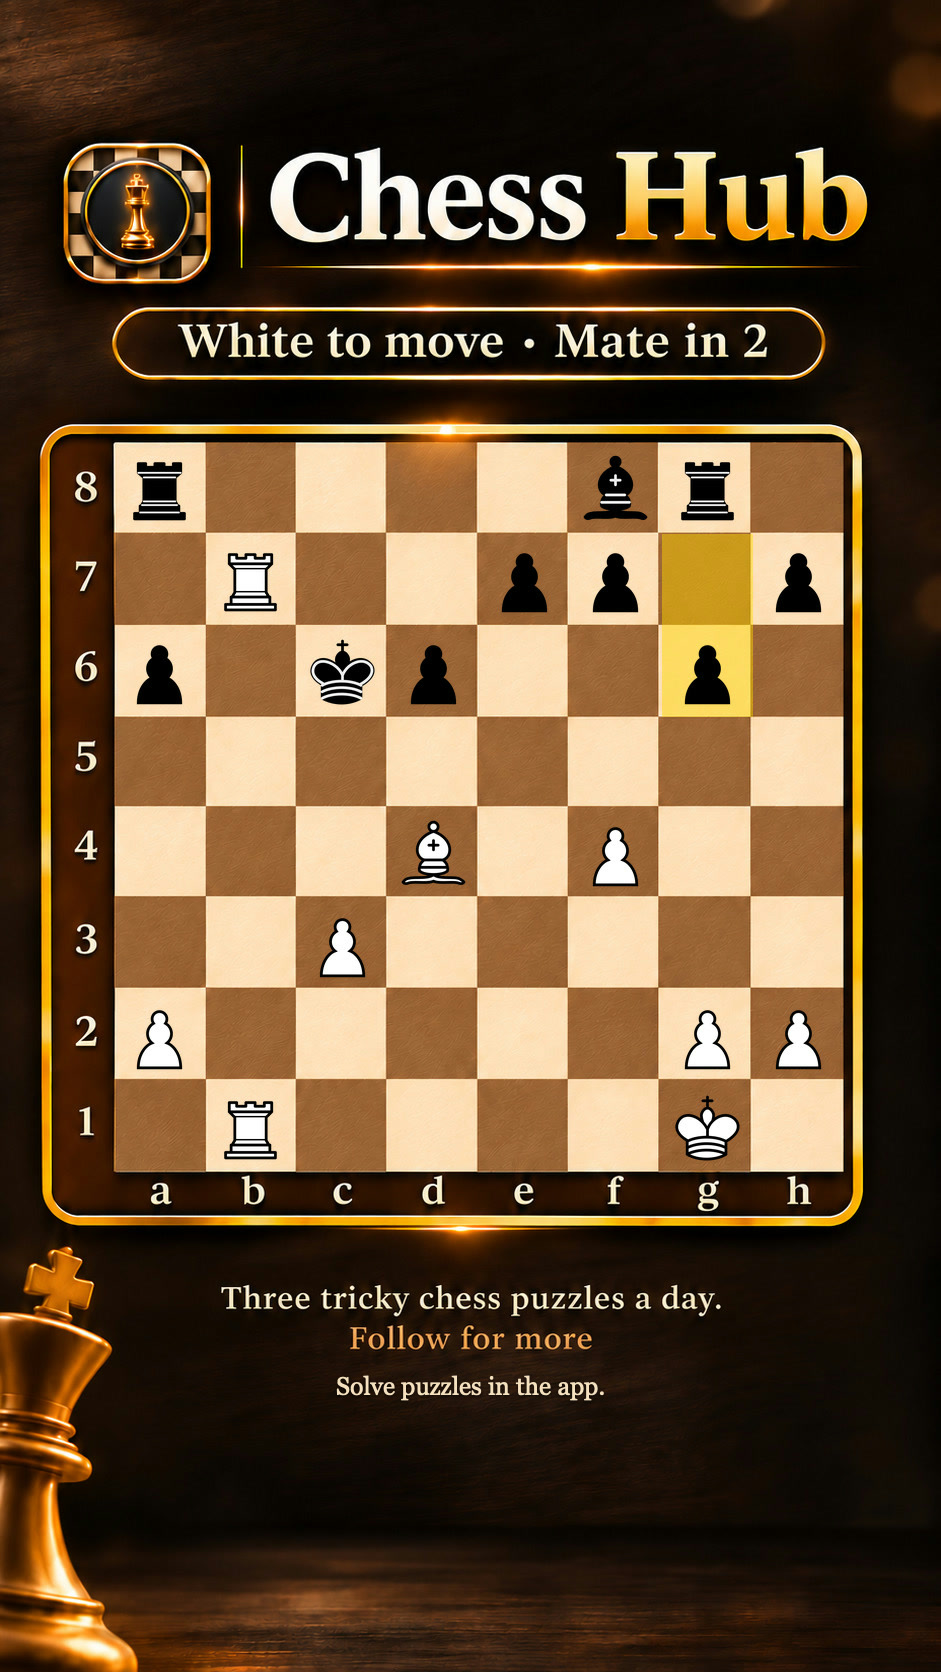 Chess Hub
White to move • Mate in 2
8
7
6
5
4
3
2
1
a b c d e f g h
Three tricky chess puzzles a day.
Follow for more
Solve puzzles in the app.